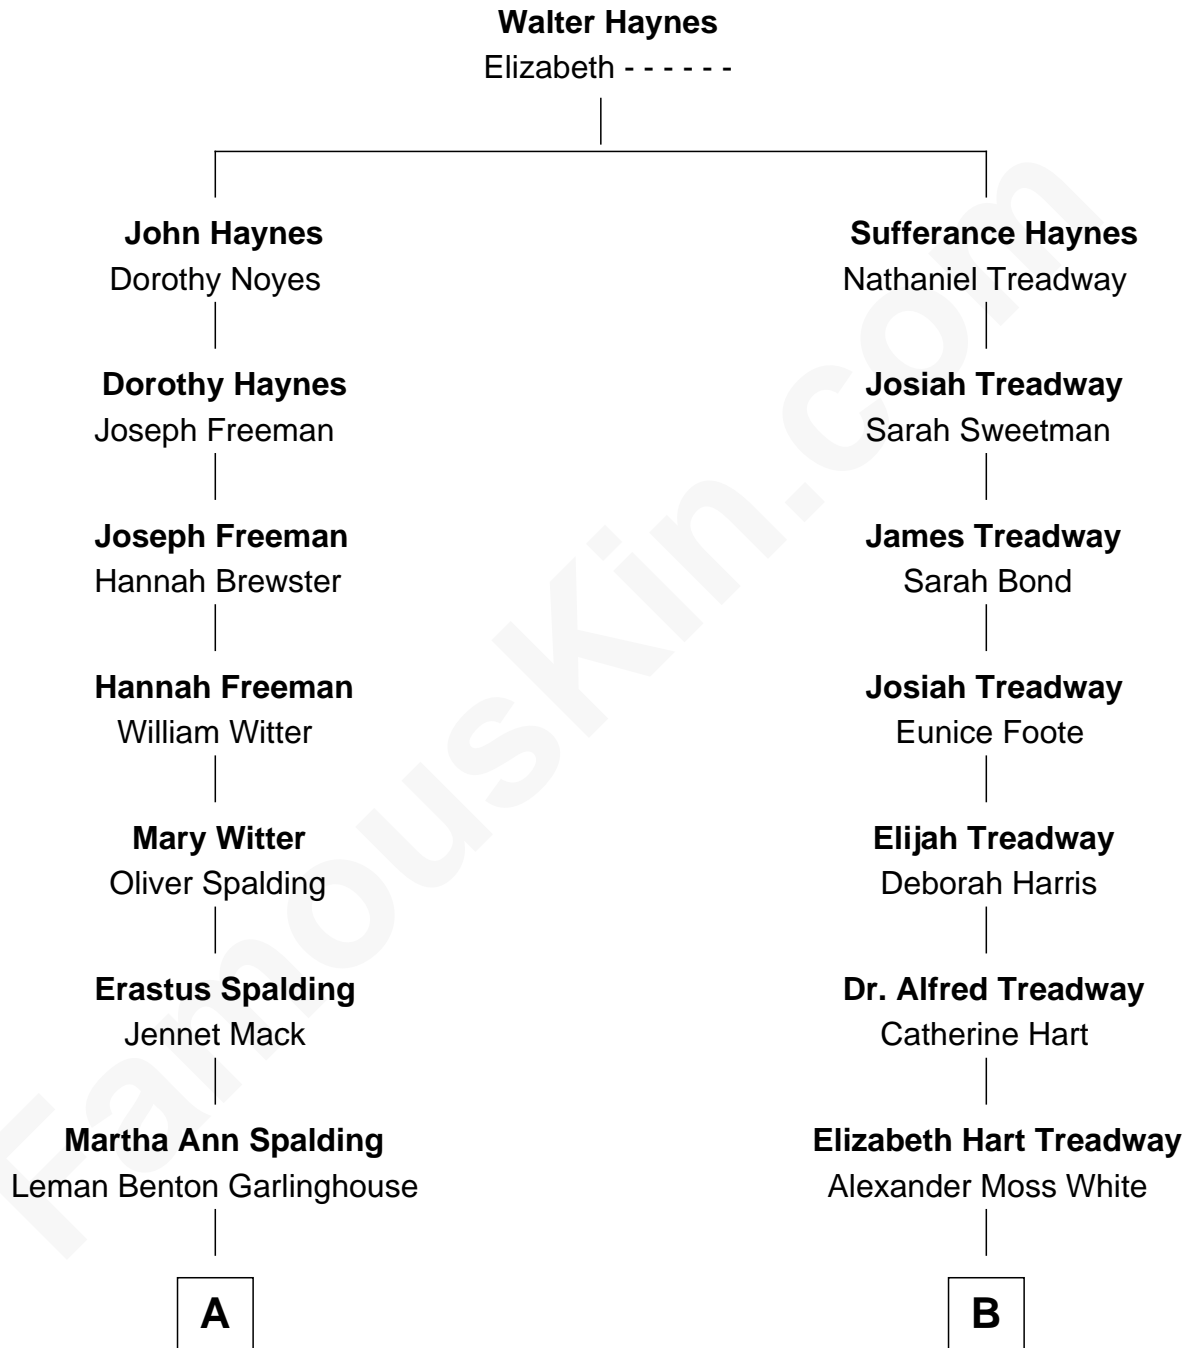 Walter Haynes
Elizabeth - - - - - -
John Haynes
Dorothy Noyes
Sufferance Haynes
Nathaniel Treadway
Dorothy Haynes
Joseph Freeman
Josiah Treadway
Sarah Sweetman
Joseph Freeman
Hannah Brewster
James Treadway
Sarah Bond
Hannah Freeman
William Witter
Josiah Treadway
Eunice Foote
Mary Witter
Oliver Spalding
Elijah Treadway
Deborah Harris
Erastus Spalding
Jennet Mack
Dr. Alfred Treadway
Catherine Hart
Martha Ann Spalding
Leman Benton Garlinghouse
Elizabeth Hart Treadway
Alexander Moss White
A
B
FamousKin.com